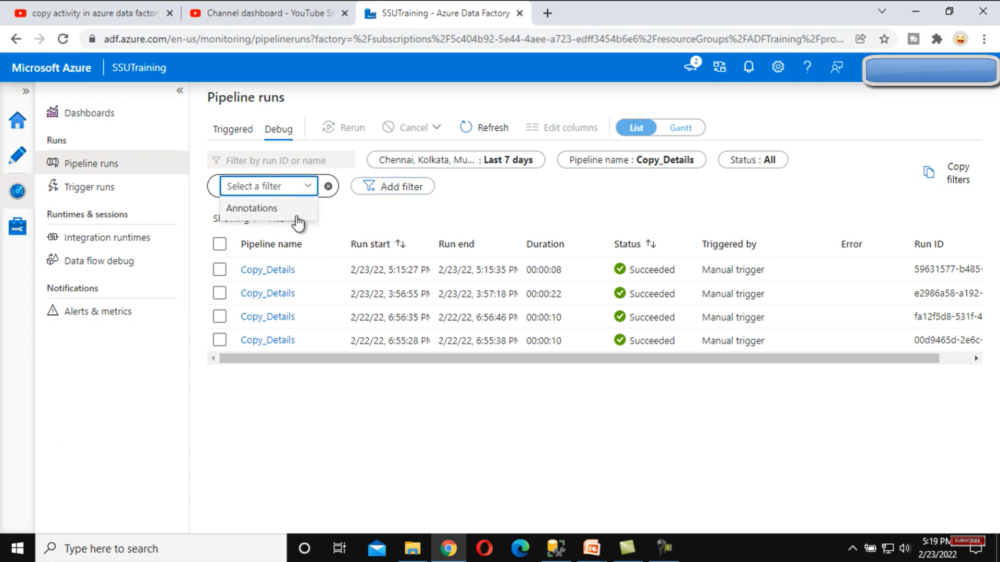 copy activity in azure data factor
Channel dashboard - YouTube St
SSUTraining - Azure Data Factory
adf.azure.com/en-us/monitoring/pipelineruns?factory=%2Fsubscriptions%2F5c404b92-5e44-4aee-a723-edff3454b6e6%2FresourceGroups%2FADFTraining%2Fpro...
Microsoft Azure SSUTraining
2
Dashboards
Runs
Pipeline runs
Trigger runs
Runtimes & sessions
Integration runtimes
Data flow debug
Notifications
Alerts & metrics
Pipeline runs
Triggered Debug Rerun Cancel Refresh Edit columns List Gantt
Filter by run ID or name Chennai, Kolkata, Mu... : Last 7 days Pipeline name : Copy_Details Status : All
Copy
filters
Select a filter Add filter
Annotations
Pipeline name Run start Run end Duration Status Triggered by Error Run ID
Copy_Details 2/23/22, 5:15:27 PM 2/23/22, 5:15:35 PM 00:00:08 Succeeded Manual trigger 59631577-b485-
Copy_Details 2/23/22, 3:56:55 PM 2/23/22, 3:57:18 PM 00:00:22 Succeeded Manual trigger e2986a58-a192-
Copy_Details 2/22/22, 6:56:35 PM 2/22/22, 6:56:46 PM 00:00:10 Succeeded Manual trigger fa12f5d8-531f-4
Copy_Details 2/22/22, 6:55:28 PM 2/22/22, 6:55:38 PM 00:00:10 Succeeded Manual trigger 00d9465d-2e6c-
Type here to search
5:19 PM
SUBSCRIBE
2/23/2022